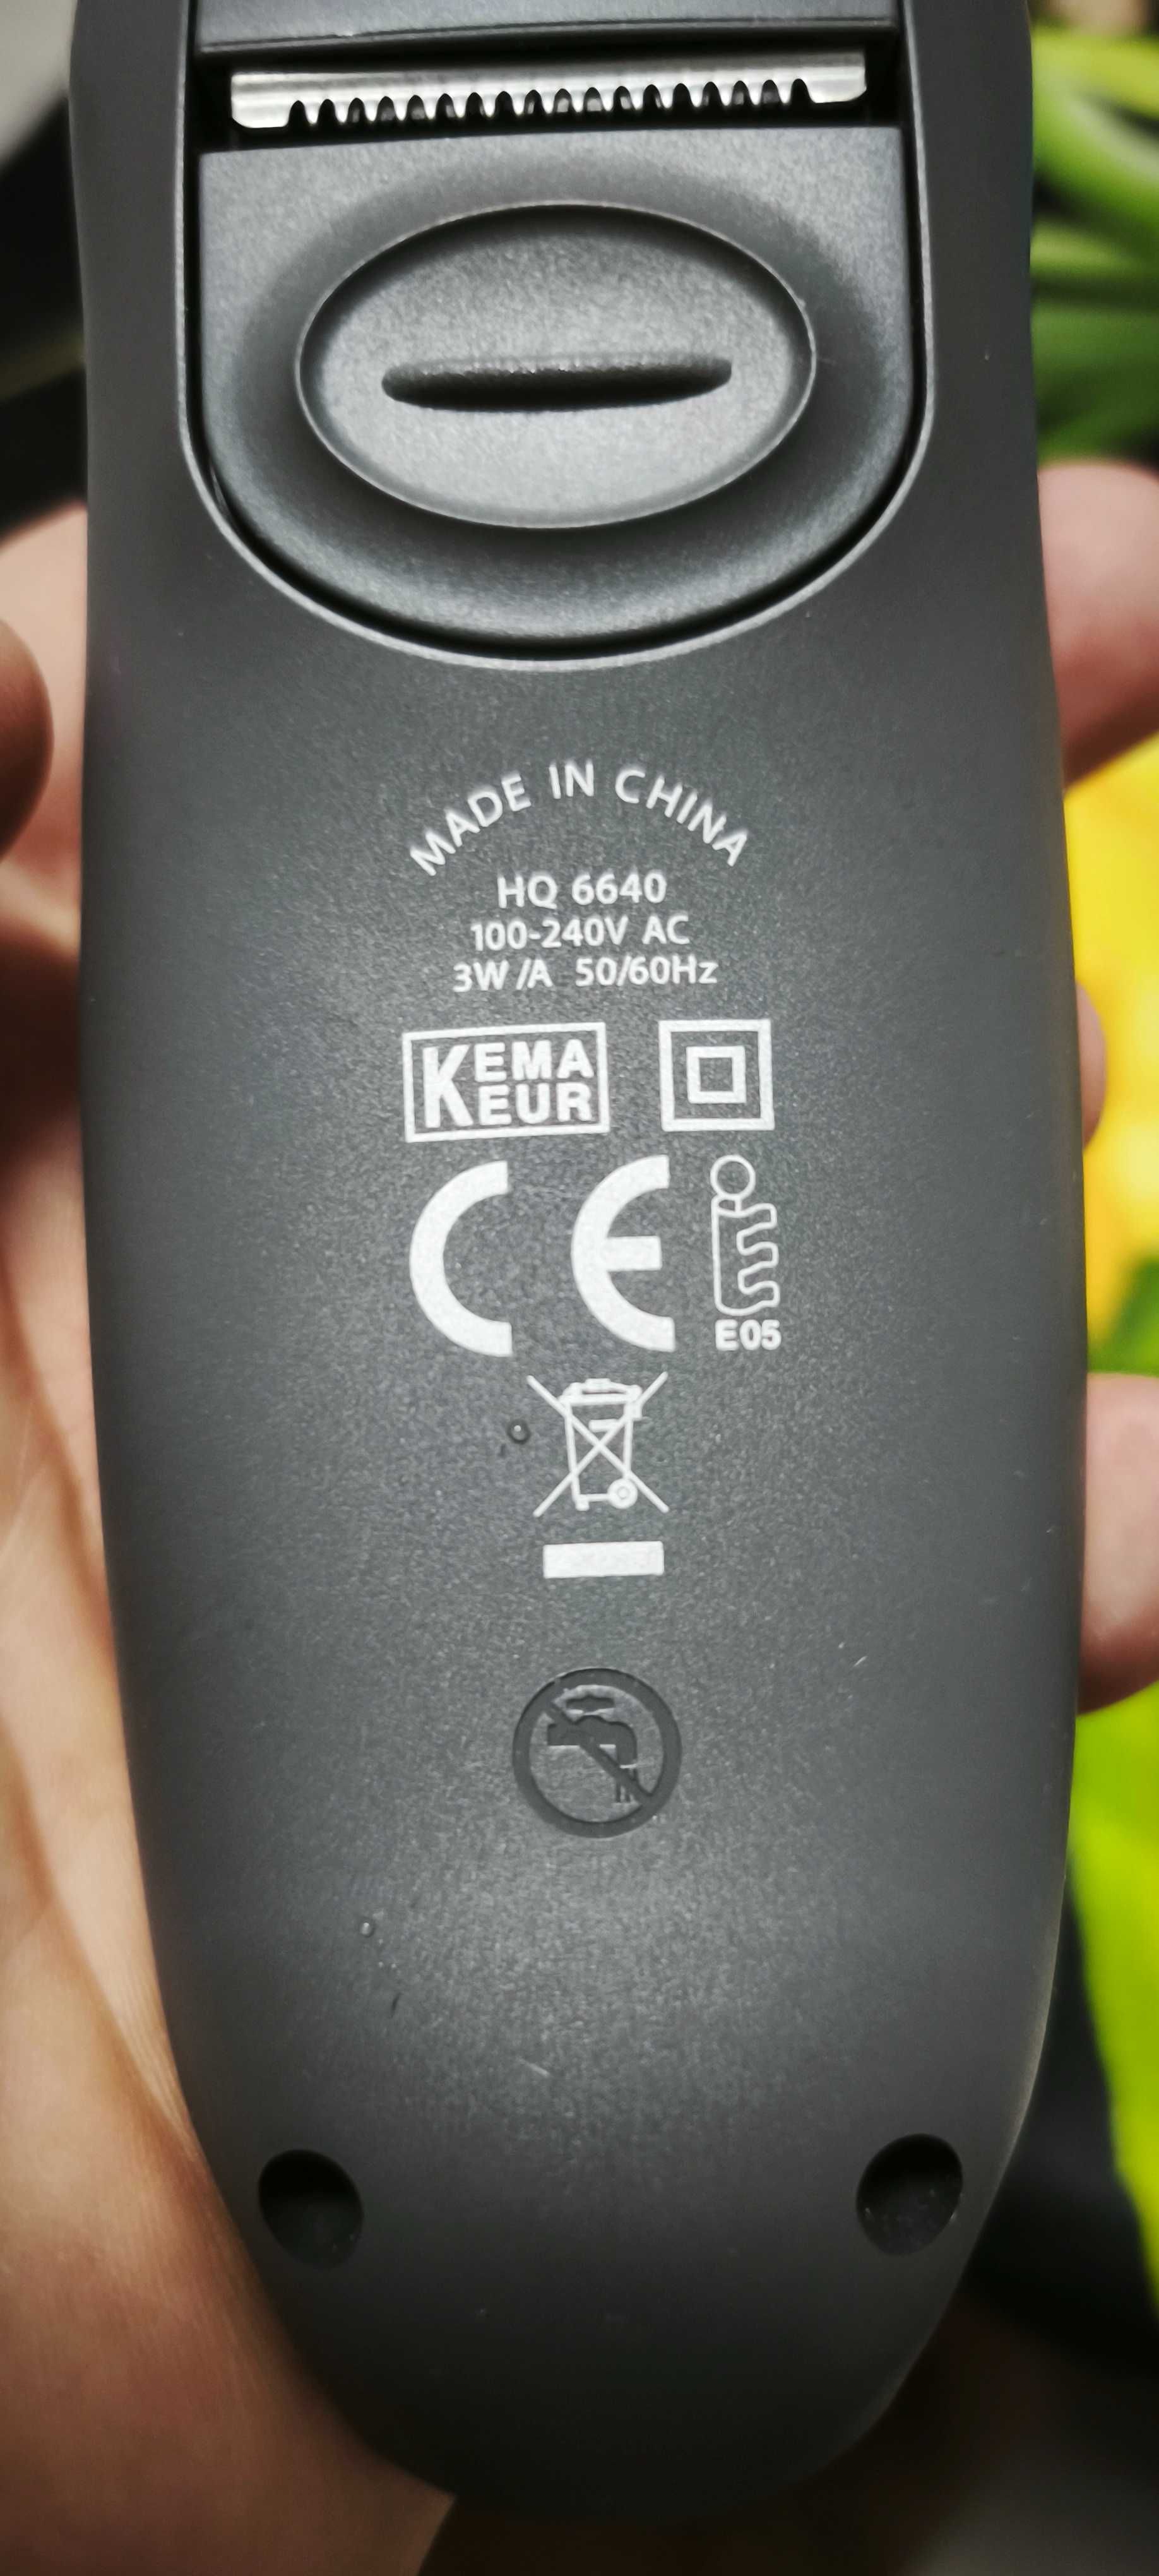 MADE IN CHINA
HQ 6640
100-240V AC
3W /A 50/60Hz
KEMA
KEUR
CE
E05